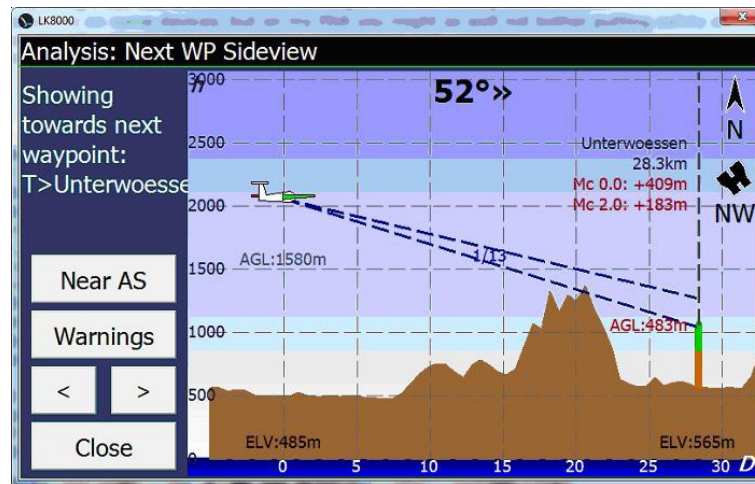 LK8000
Analysis: Next WP Sideview
Showing
towards next
waypoint:
T>Unterwoesse
Near AS
Warnings
< >
Close
3000
h
52°»
N
2500
Unterwoessen
28.3km
Mc 0.0: +409m
Mc 2.0: +183m
NW
2000
1500
AGL:1580m
1/13
1000
AGL:483m
500
ELV:485m
ELV:565m
0
0 5 10 15 20 25 30 D